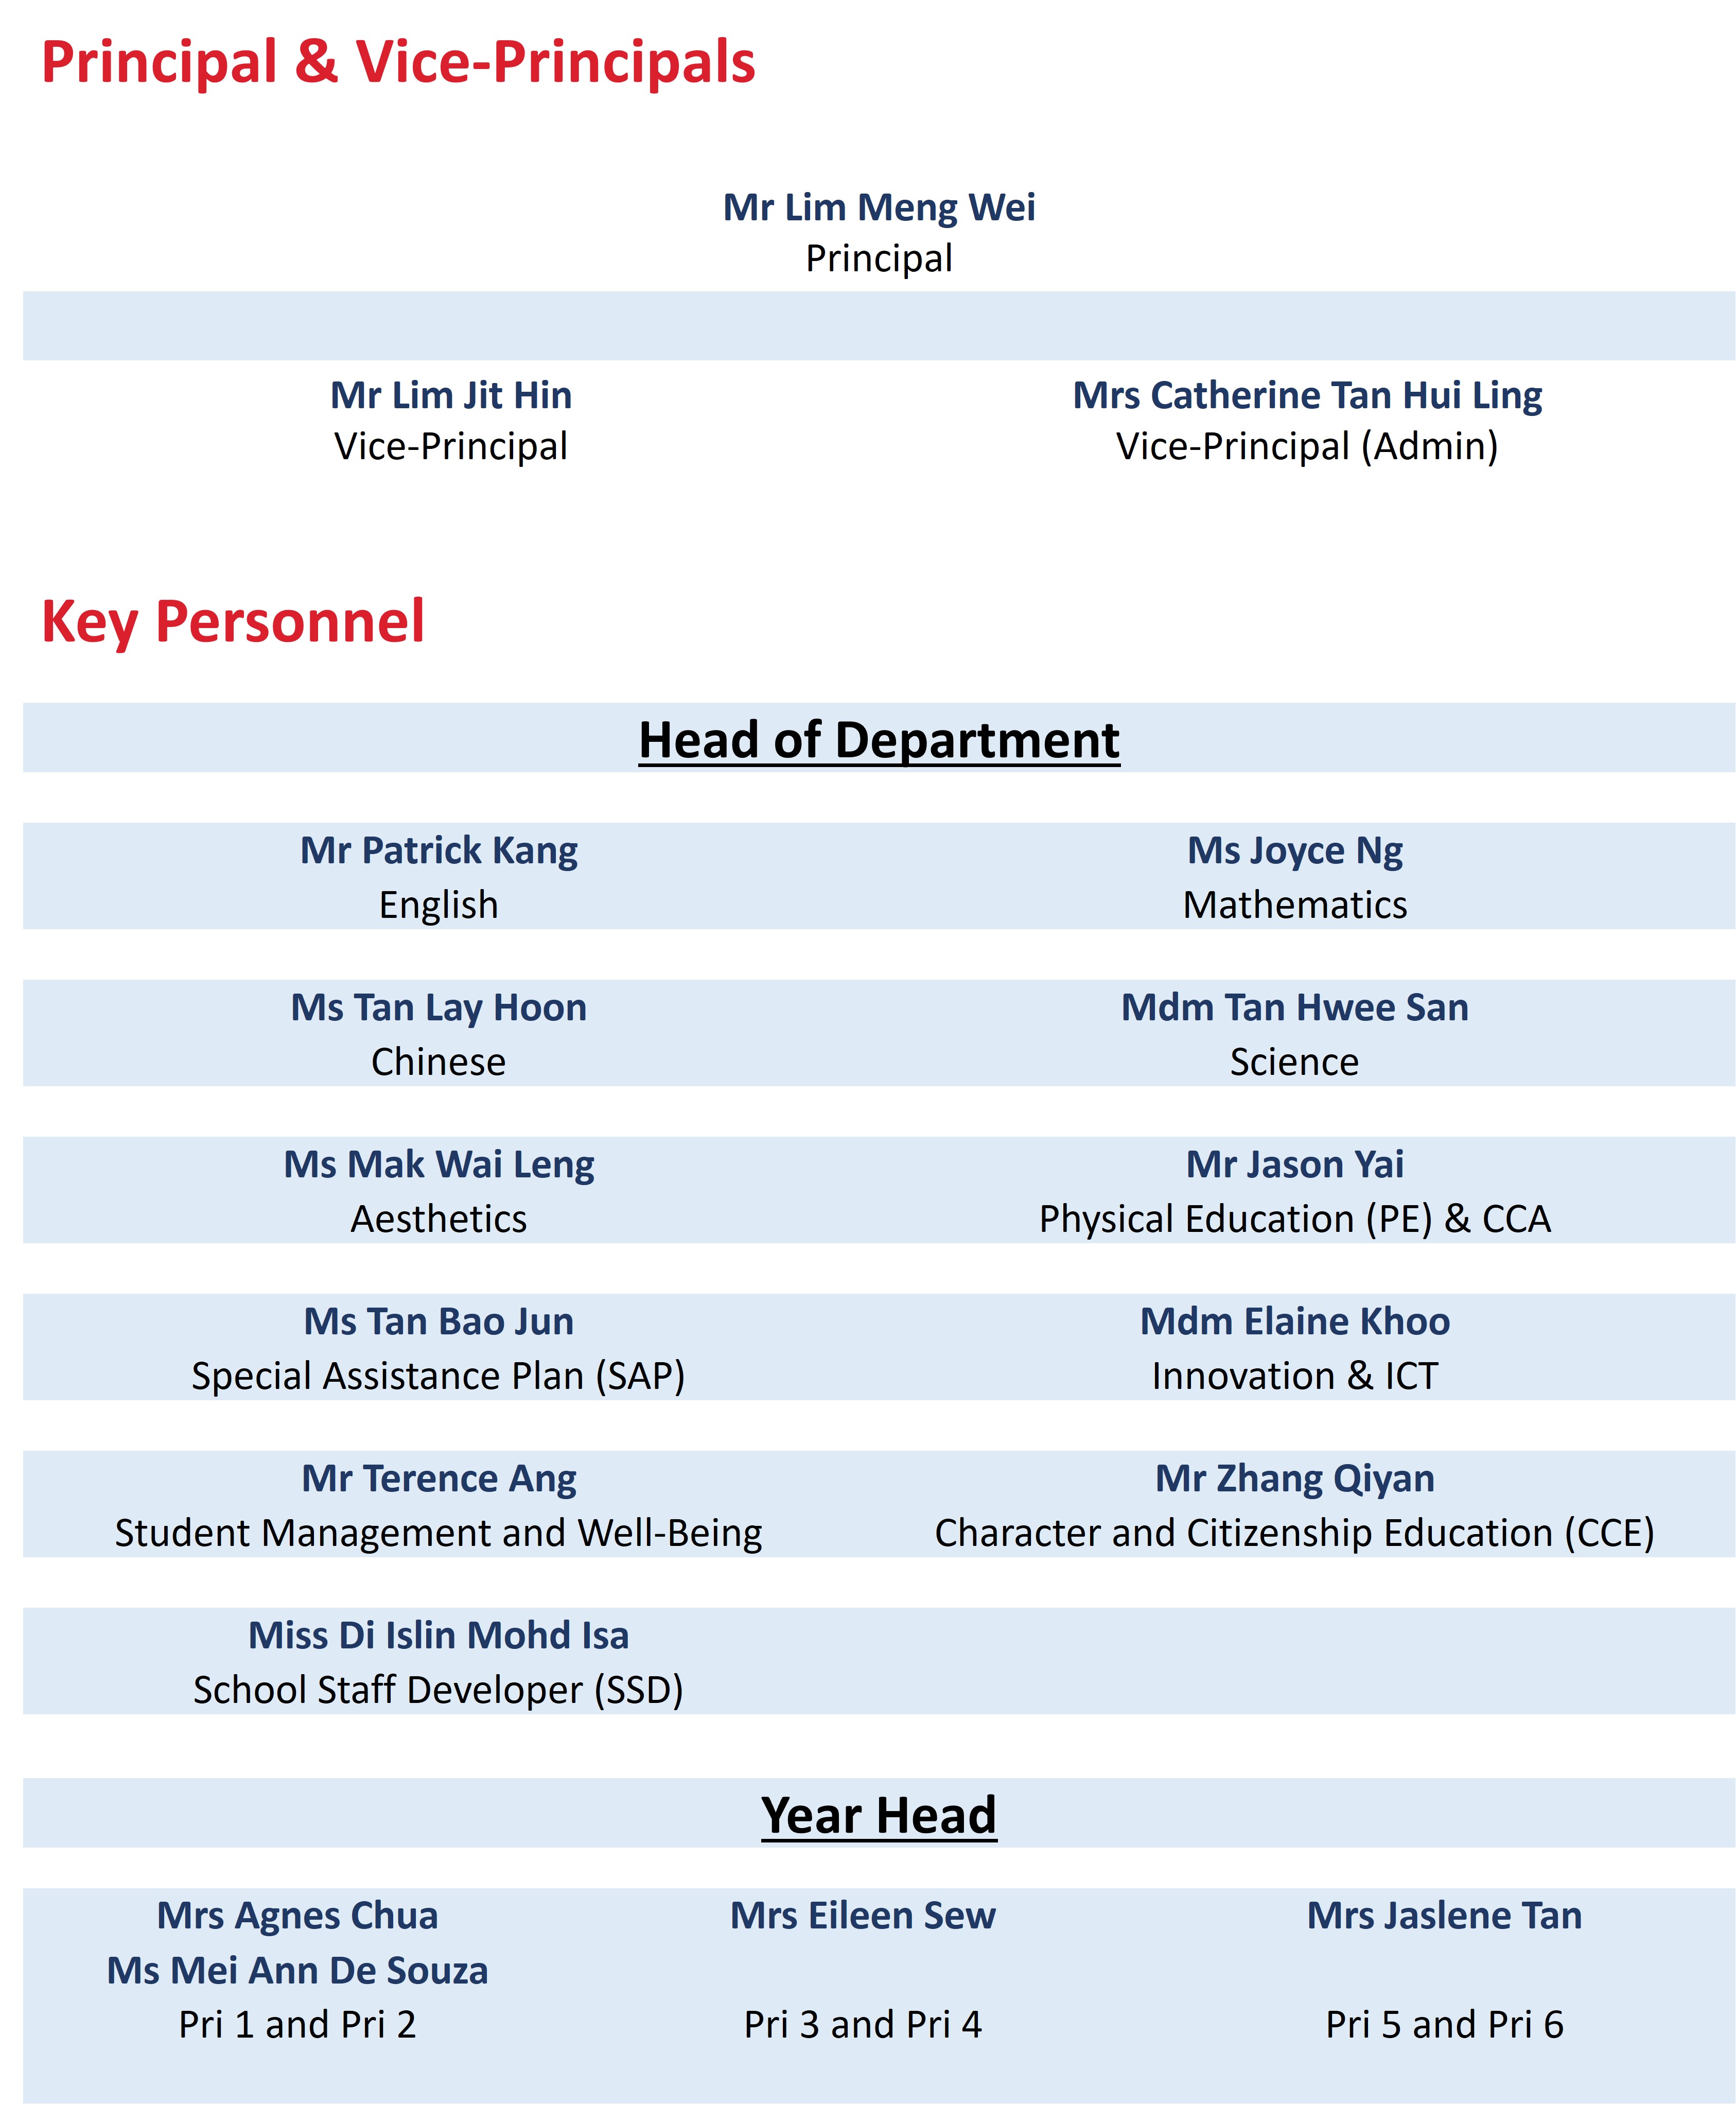 Principal & Vice-Principals
Mr Lim Meng Wei
Principal
Mr Lim Jit Hin
Vice-Principal
Mrs Catherine Tan Hui Ling
Vice-Principal (Admin)
Key Personnel
Head of Department
Mr Patrick Kang
English
Ms Joyce Ng
Mathematics
Ms Tan Lay Hoon
Chinese
Mdm Tan Hwee San
Science
Ms Mak Wai Leng
Aesthetics
Mr Jason Yai
Physical Education (PE) & CCA
Ms Tan Bao Jun
Special Assistance Plan (SAP)
Mdm Elaine Khoo
Innovation & ICT
Mr Terence Ang
Student Management and Well-Being
Mr Zhang Qiyan
Character and Citizenship Education (CCE)
Miss Di Islin Mohd Isa
School Staff Developer (SSD)
Year Head
Mrs Agnes Chua
Ms Mei Ann De Souza
Pri 1 and Pri 2
Mrs Eileen Sew
Pri 3 and Pri 4
Mrs Jaslene Tan
Pri 5 and Pri 6